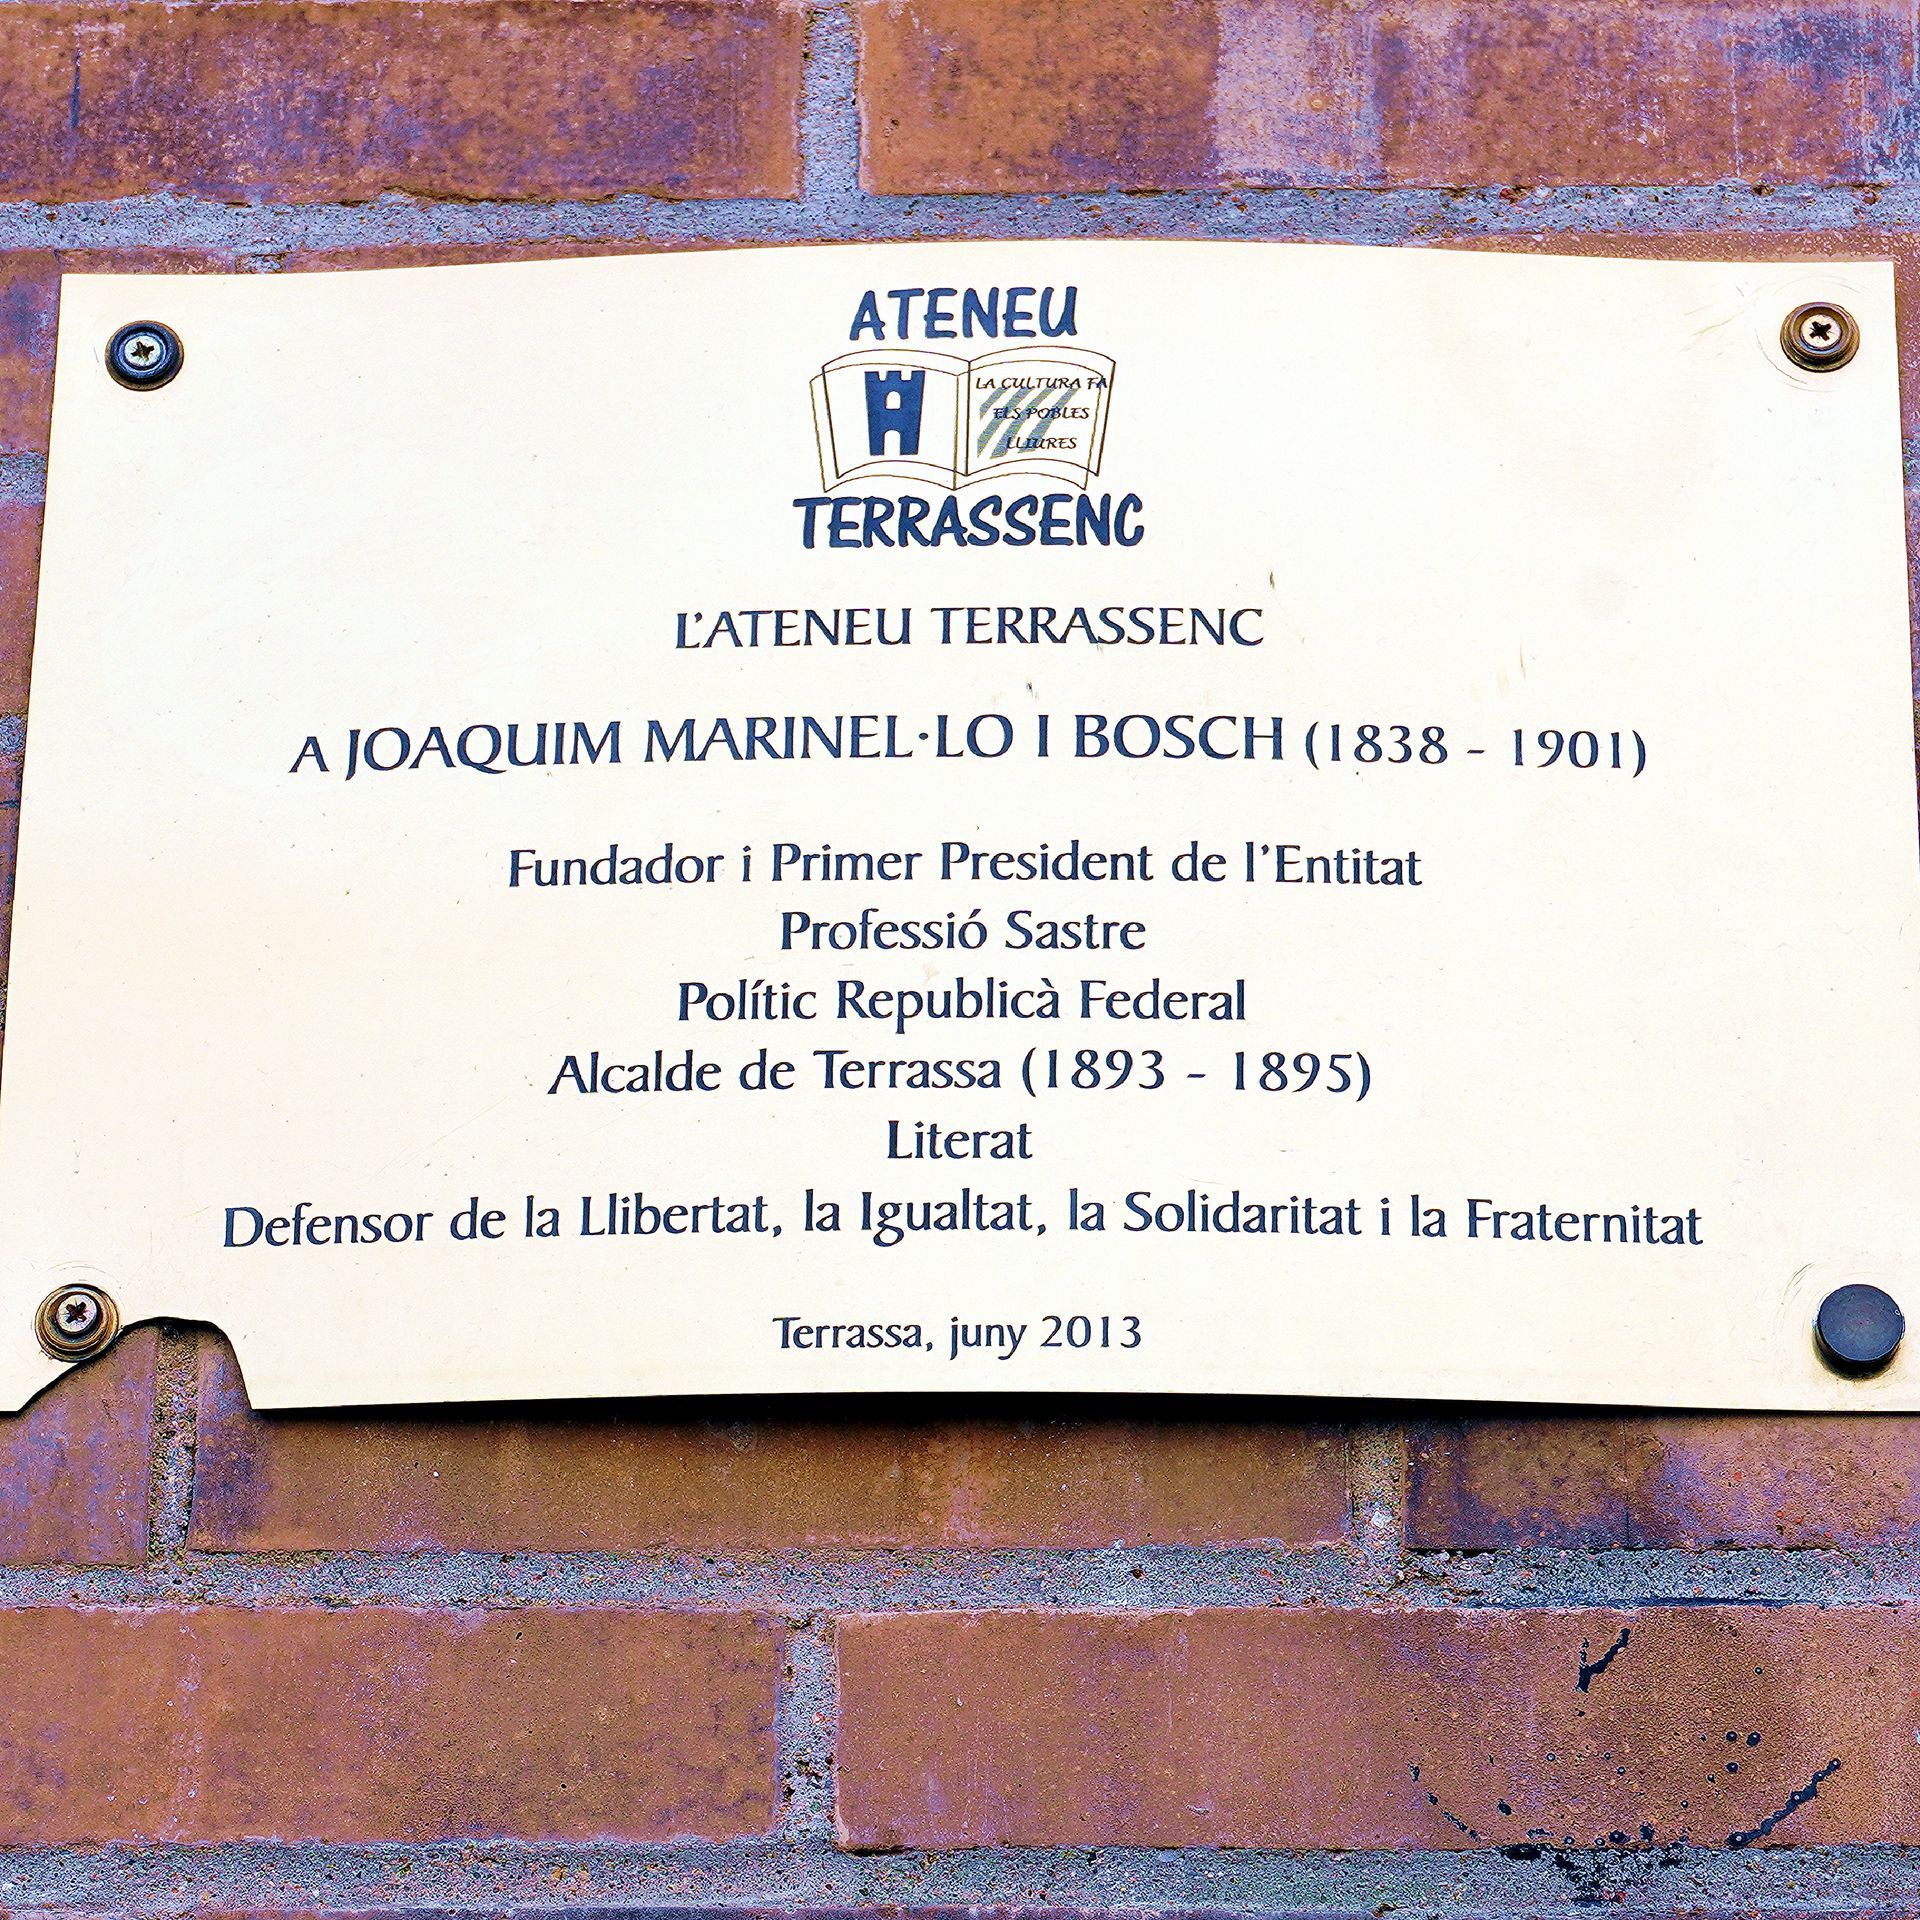 ATENEU
LA CULTURA FA
ELS POBLES
LLIURES
TERRASSENC
L'ATENEU TERRASSENC
A JOAQUIM MARINEL·LO I BOSCH (1838 - 1901)
Fundador i Primer President de l'Entitat
Professió Sastre
Polític Republicà Federal
Alcalde de Terrassa (1893 - 1895)
Literat
Defensor de la Llibertat, la Igualtat, la Solidaritat i la Fraternitat
Terrassa, juny 2013